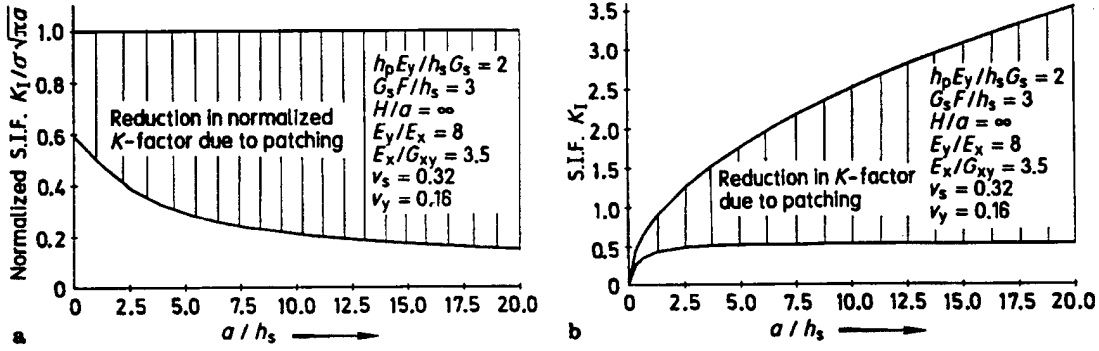 Normalized S.I.F. K_I/σ√πa
1.0
0.8
0.6
0.4
0.2
0
Reduction in normalized
K-factor due to patching
h_pE_y/h_sG_s = 2
G_sF/h_s = 3
H/a = ∞
E_y/E_x = 8
E_x/G_xy = 3.5
ν_s = 0.32
ν_y = 0.16
0 2.5 5.0 7.5 10.0 12.5 15.0 17.5 20.0
a / h_s
a
S.I.F. K_I
3.5
3.0
2.5
2.0
1.5
1.0
0.5
0
Reduction in K-factor
due to patching
h_pE_y/h_sG_s = 2
G_sF/h_s = 3
H/a = ∞
E_y/E_x = 8
E_x/G_xy = 3.5
ν_s = 0.32
ν_y = 0.16
0 2.5 5.0 7.5 10.0 12.5 15.0 17.5 20.0
a / h_s
b